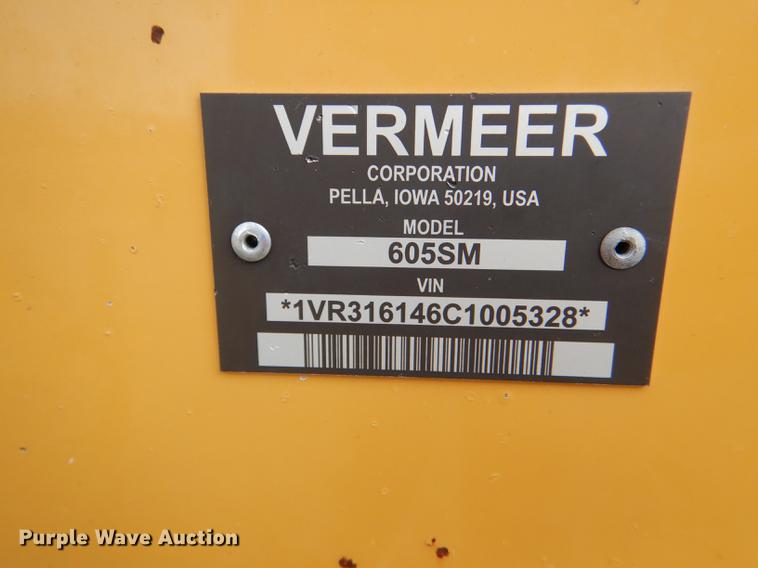 VERMEER
CORPORATION
PELLA, IOWA 50219, USA
MODEL
605SM
VIN
*1VR316146C1005328*
Purple Wave Auction